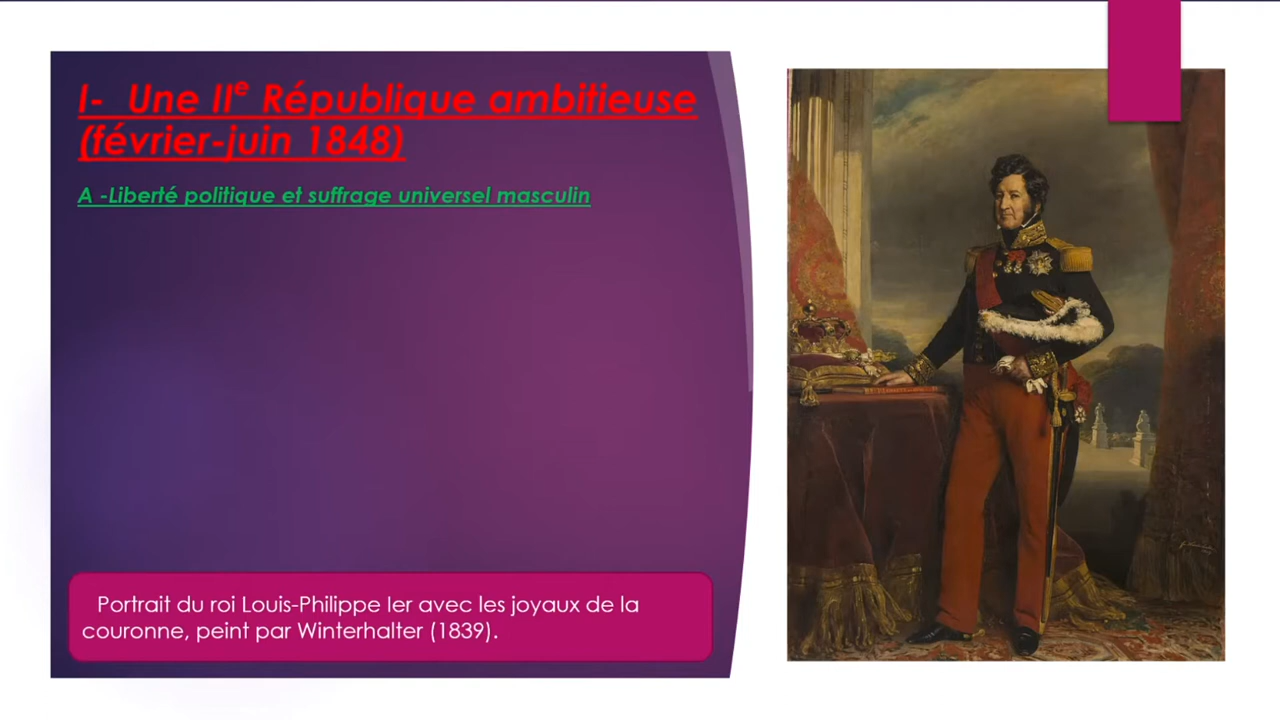 I- Une IIe République ambitieuse
(février-juin 1848)
A -Liberté politique et suffrage universel masculin
Portrait du roi Louis-Philippe Ier avec les joyaux de la
couronne, peint par Winterhalter (1839).